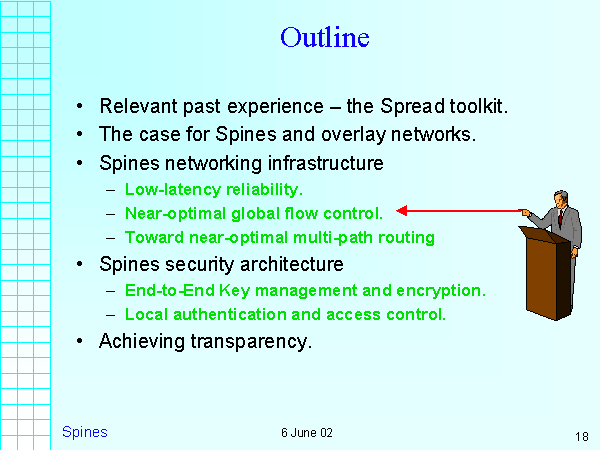 Outline
• Relevant past experience – the Spread toolkit.
• The case for Spines and overlay networks.
• Spines networking infrastructure
– Low-latency reliability.
– Near-optimal global flow control.
– Toward near-optimal multi-path routing
• Spines security architecture
– End-to-End Key management and encryption.
– Local authentication and access control.
• Achieving transparency.
Spines
6 June 02
18